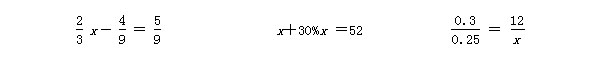 2/3 x − 4/9 = 5/9 x＋30%x =52 0.3/0.25 = 12/x